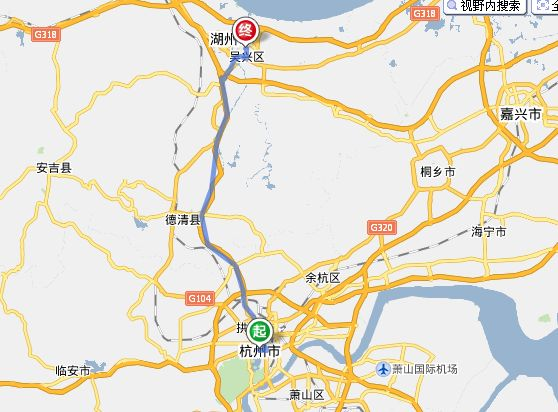 视野内搜索
G318
G318
湖州
终
吴兴区
嘉兴市
安吉县
桐乡市
德清县
G320
海宁市
余杭区
G104
拱
起
杭州市
临安市
萧山国际机场
萧山区